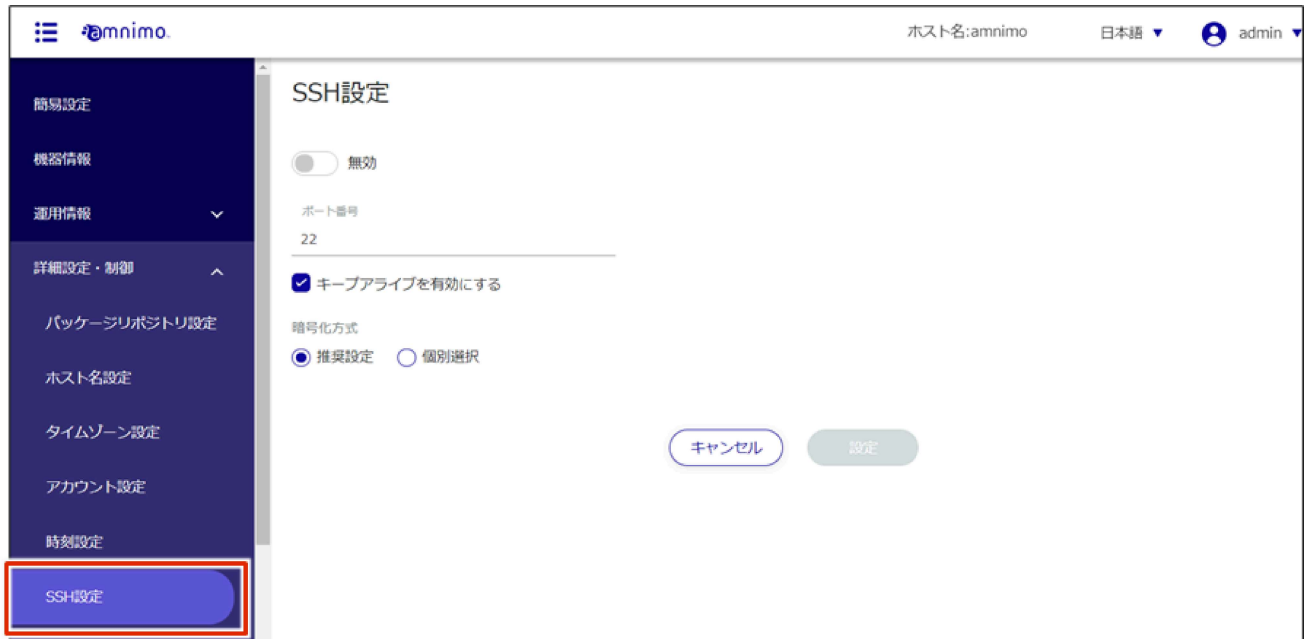 amnimo.
ホスト名:amnimo
日本語
admin
簡易設定
機器情報
運用情報
詳細設定・制御
パッケージリポジトリ設定
ホスト名設定
タイムゾーン設定
アカウント設定
時刻設定
SSH設定
SSH設定
無効
ポート番号
22
キープアライブを有効にする
暗号化方式
推奨設定 個別選択
キャンセル 設定